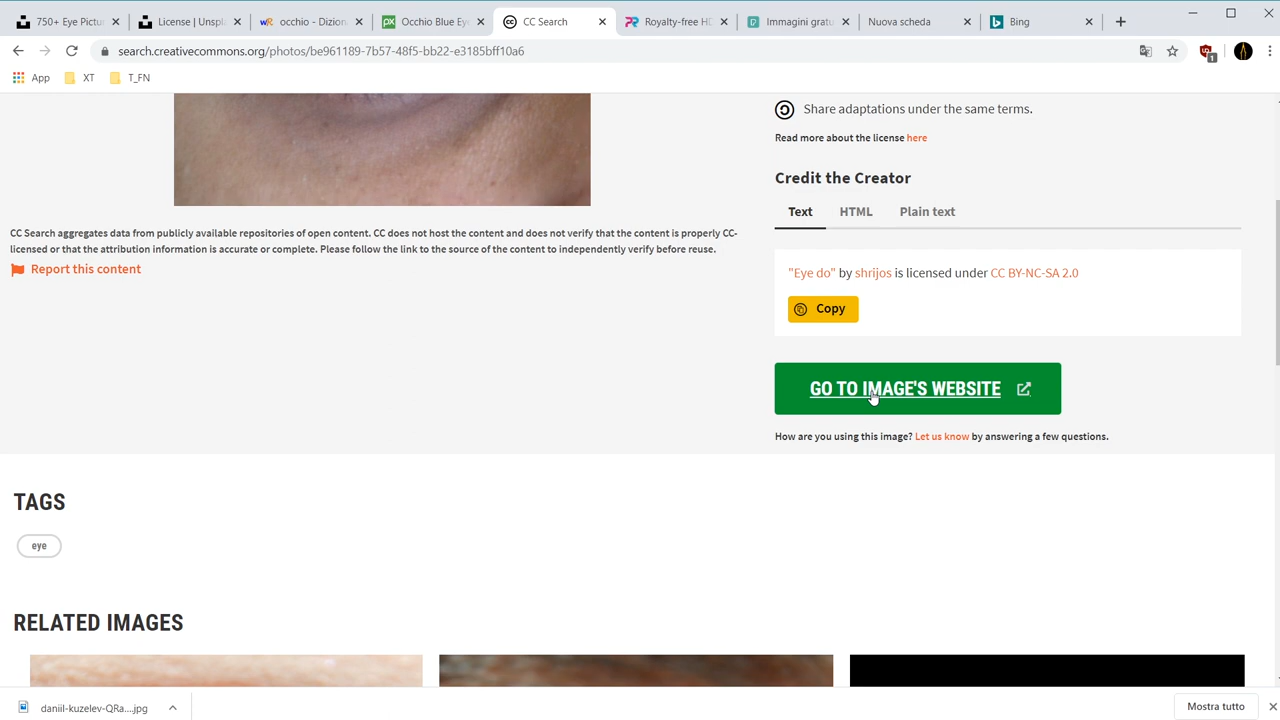 750+ Eye Pictu
License | Unspl
wR occhio - Dizion
px Occhio Blue Eye
cc CC Search
Royalty-free HD
Immagini gratu
Nuova scheda
Bing
search.creativecommons.org/photos/be961189-7b57-48f5-bb22-e3185bff10a6
1
App
XT
T_FN
Share adaptations under the same terms.
Read more about the license here
Credit the Creator
Text HTML Plain text
CC Search aggregates data from publicly available repositories of open content. CC does not host the content and does not verify that the content is properly CC-
licensed or that the attribution information is accurate or complete. Please follow the link to the source of the content to independently verify before reuse.
Report this content
"Eye do" by shrijos is licensed under CC BY-NC-SA 2.0
Copy
GO TO IMAGE'S WEBSITE
How are you using this image? Let us know by answering a few questions.
TAGS
eye
RELATED IMAGES
daniil-kuzelev-QRa....jpg
Mostra tutto